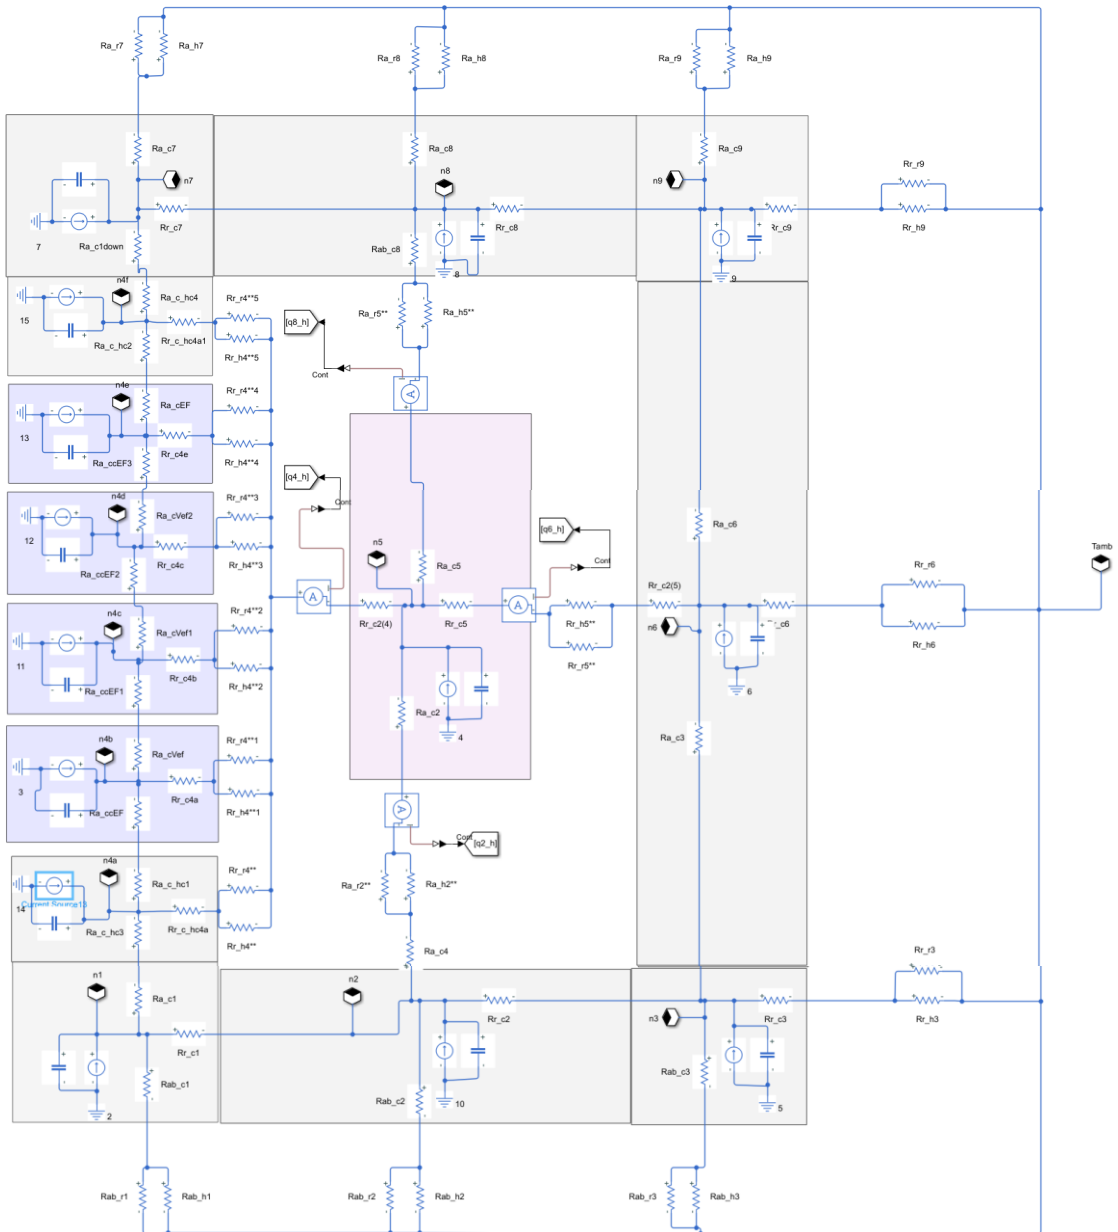 Ra_r7
Ra_h7
Ra_r8
Ra_h8
Ra_r9
Ra_h9
Ra_c7
Ra_c8
Ra_c9
n7
n8
n9
Rr_r9
7
Ra_c1down
Rr_c7
Rab_c8
8
Rr_c8
9
Rr_c9
Rr_h9
n4f
Ra_c_hc4
Rr_r4**5
15
Ra_c_hc2
Rr_c_hc4a1
Rr_h4**5
[q8_h]
Ra_r5**
Ra_h5**
Cont
A
n4e
Ra_cEF
Rr_r4**4
13
Ra_ccEF3
Rr_c4e
Rr_h4**4
[q4_h]
Cont
n4d
Ra_cVef2
Rr_r4**3
12
Ra_ccEF2
Rr_c4c
Rr_h4**3
n5
Ra_c5
[q6_h]
Cont
Ra_c6
Tamb
n4c
Ra_cVef1
Rr_r4**2
11
Ra_ccEF1
Rr_c4b
Rr_h4**2
A
Rr_c2(4)
Rr_c5
A
Rr_h5**
Rr_r5**
Rr_c2(5)
n6
Rr_c6
6
Rr_r6
Rr_h6
Ra_c2
4
Ra_c3
n4b
Ra_cVef
Rr_r4**1
3
Ra_ccEF
Rr_c4a
Rr_h4**1
A
Cont
[q2_h]
n4a
Ra_c_hc1
Rr_r4**
14
Current Source13
Ra_c_hc3
Rr_c_hc4a
Rr_h4**
Ra_r2**
Ra_h2**
Ra_c4
n1
Ra_c1
Rr_c1
Rab_c1
2
n2
Rr_c2
Rab_c2
10
n3
Rr_c3
Rab_c3
5
Rr_r3
Rr_h3
Rab_r1
Rab_h1
Rab_r2
Rab_h2
Rab_r3
Rab_h3